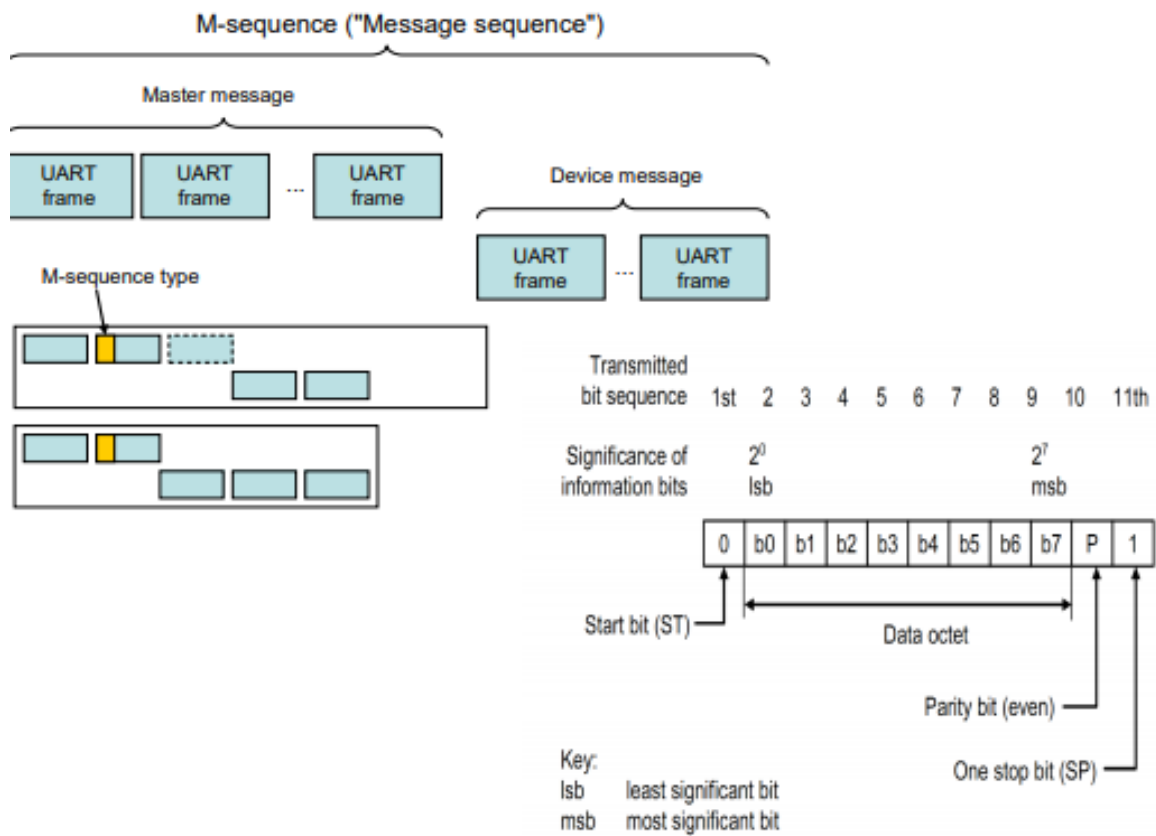 M-sequence ("Message sequence")
Master message
UART
frame
UART
frame
...
UART
frame
Device message
UART
frame
...
UART
frame
M-sequence type
Transmitted
bit sequence 1st 2 3 4 5 6 7 8 9 10 11th
Significance of
information bits
2⁰
lsb
2⁷
msb
0 b0 b1 b2 b3 b4 b5 b6 b7 P 1
Start bit (ST)
Data octet
Parity bit (even)
One stop bit (SP)
Key:
lsb least significant bit
msb most significant bit